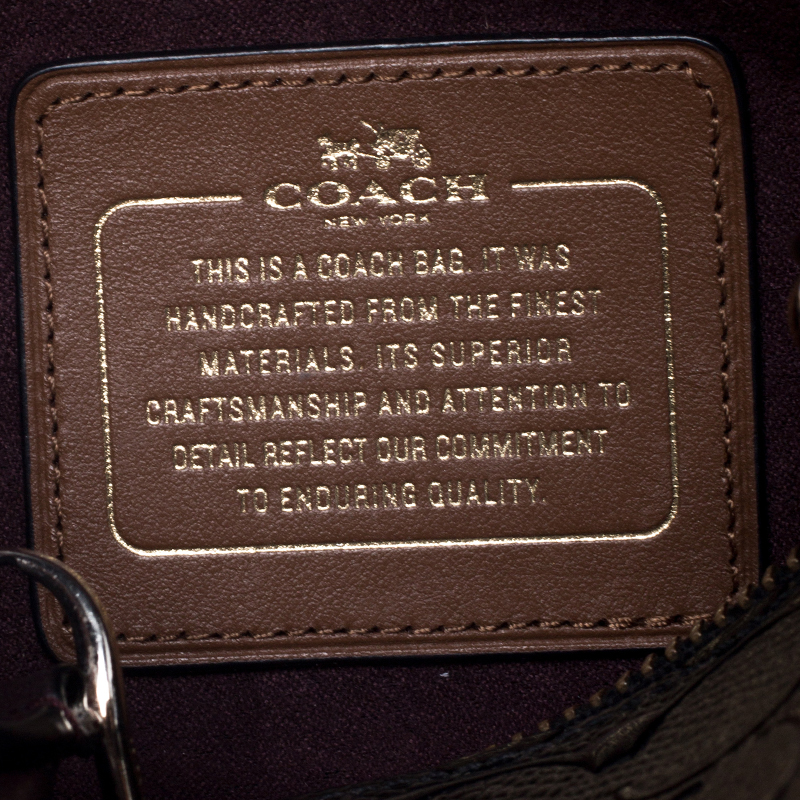 COACH
NEW YORK
THIS IS A COACH BAG. IT WAS
HANDCRAFTED FROM THE FINEST
MATERIALS. ITS SUPERIOR
CRAFTSMANSHIP AND ATTENTION TO
DETAIL REFLECT OUR COMMITMENT
TO ENDURING QUALITY.